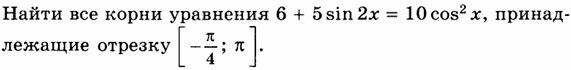 Найти все корни уравнения 6 + 5 sin 2x = 10 cos² x, принад-
лежащие отрезку [−π/4; π].